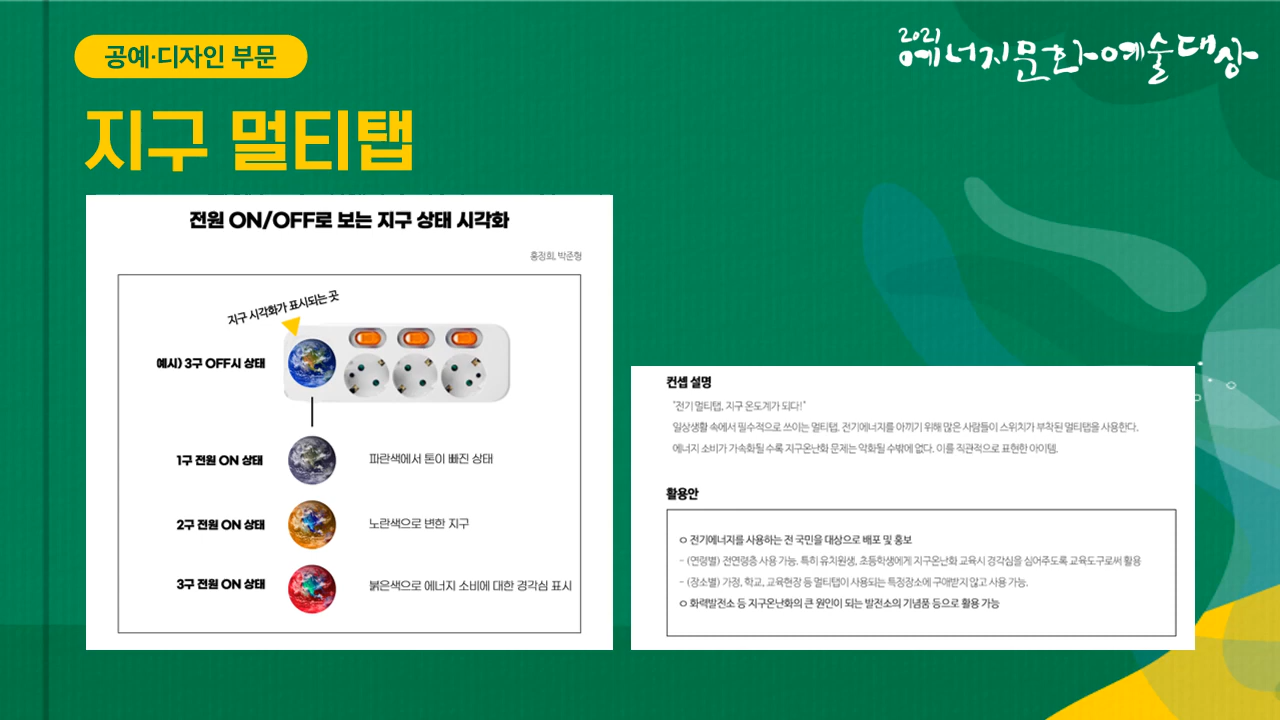 공예·디자인 부문
2021
에너지문화예술대상
지구 멀티탭
전원 ON/OFF로 보는 지구 상태 시각화
홍징희, 박준형
지구 시각화가 표시되는 곳
예시) 3구 OFF시 상태
1구 전원 ON 상태
파란색에서 톤이 빠진 상태
2구 전원 ON 상태
노란색으로 변한 지구
3구 전원 ON 상태
붉은색으로 에너지 소비에 대한 경각심 표시
컨셉 설명
"전기 멀티탭, 지구 온도계가 되다!"
일상생활 속에서 필수적으로 쓰이는 멀티탭. 전기에너지를 아끼기 위해 많은 사람들이 스위치가 부착된 멀티탭을 사용한다.
에너지 소비가 가속화될 수록 지구온난화 문제는 악화될 수밖에 없다. 이를 직관적으로 표현한 아이템.
활용안
ㅇ 전기에너지를 사용하는 전 국민을 대상으로 배포 및 홍보
- (연령별) 전연령층 사용 가능. 특히 유치원생, 초등학생에게 지구온난화 교육시 경각심을 심어주도록 교육도구로써 활용
- (장소별) 가정, 학교, 교육현장 등 멀티탭이 사용되는 특정장소에 구애받지 않고 사용 가능.
ㅇ 화력발전소 등 지구온난화의 큰 원인이 되는 발전소의 기념품 등으로 활용 가능